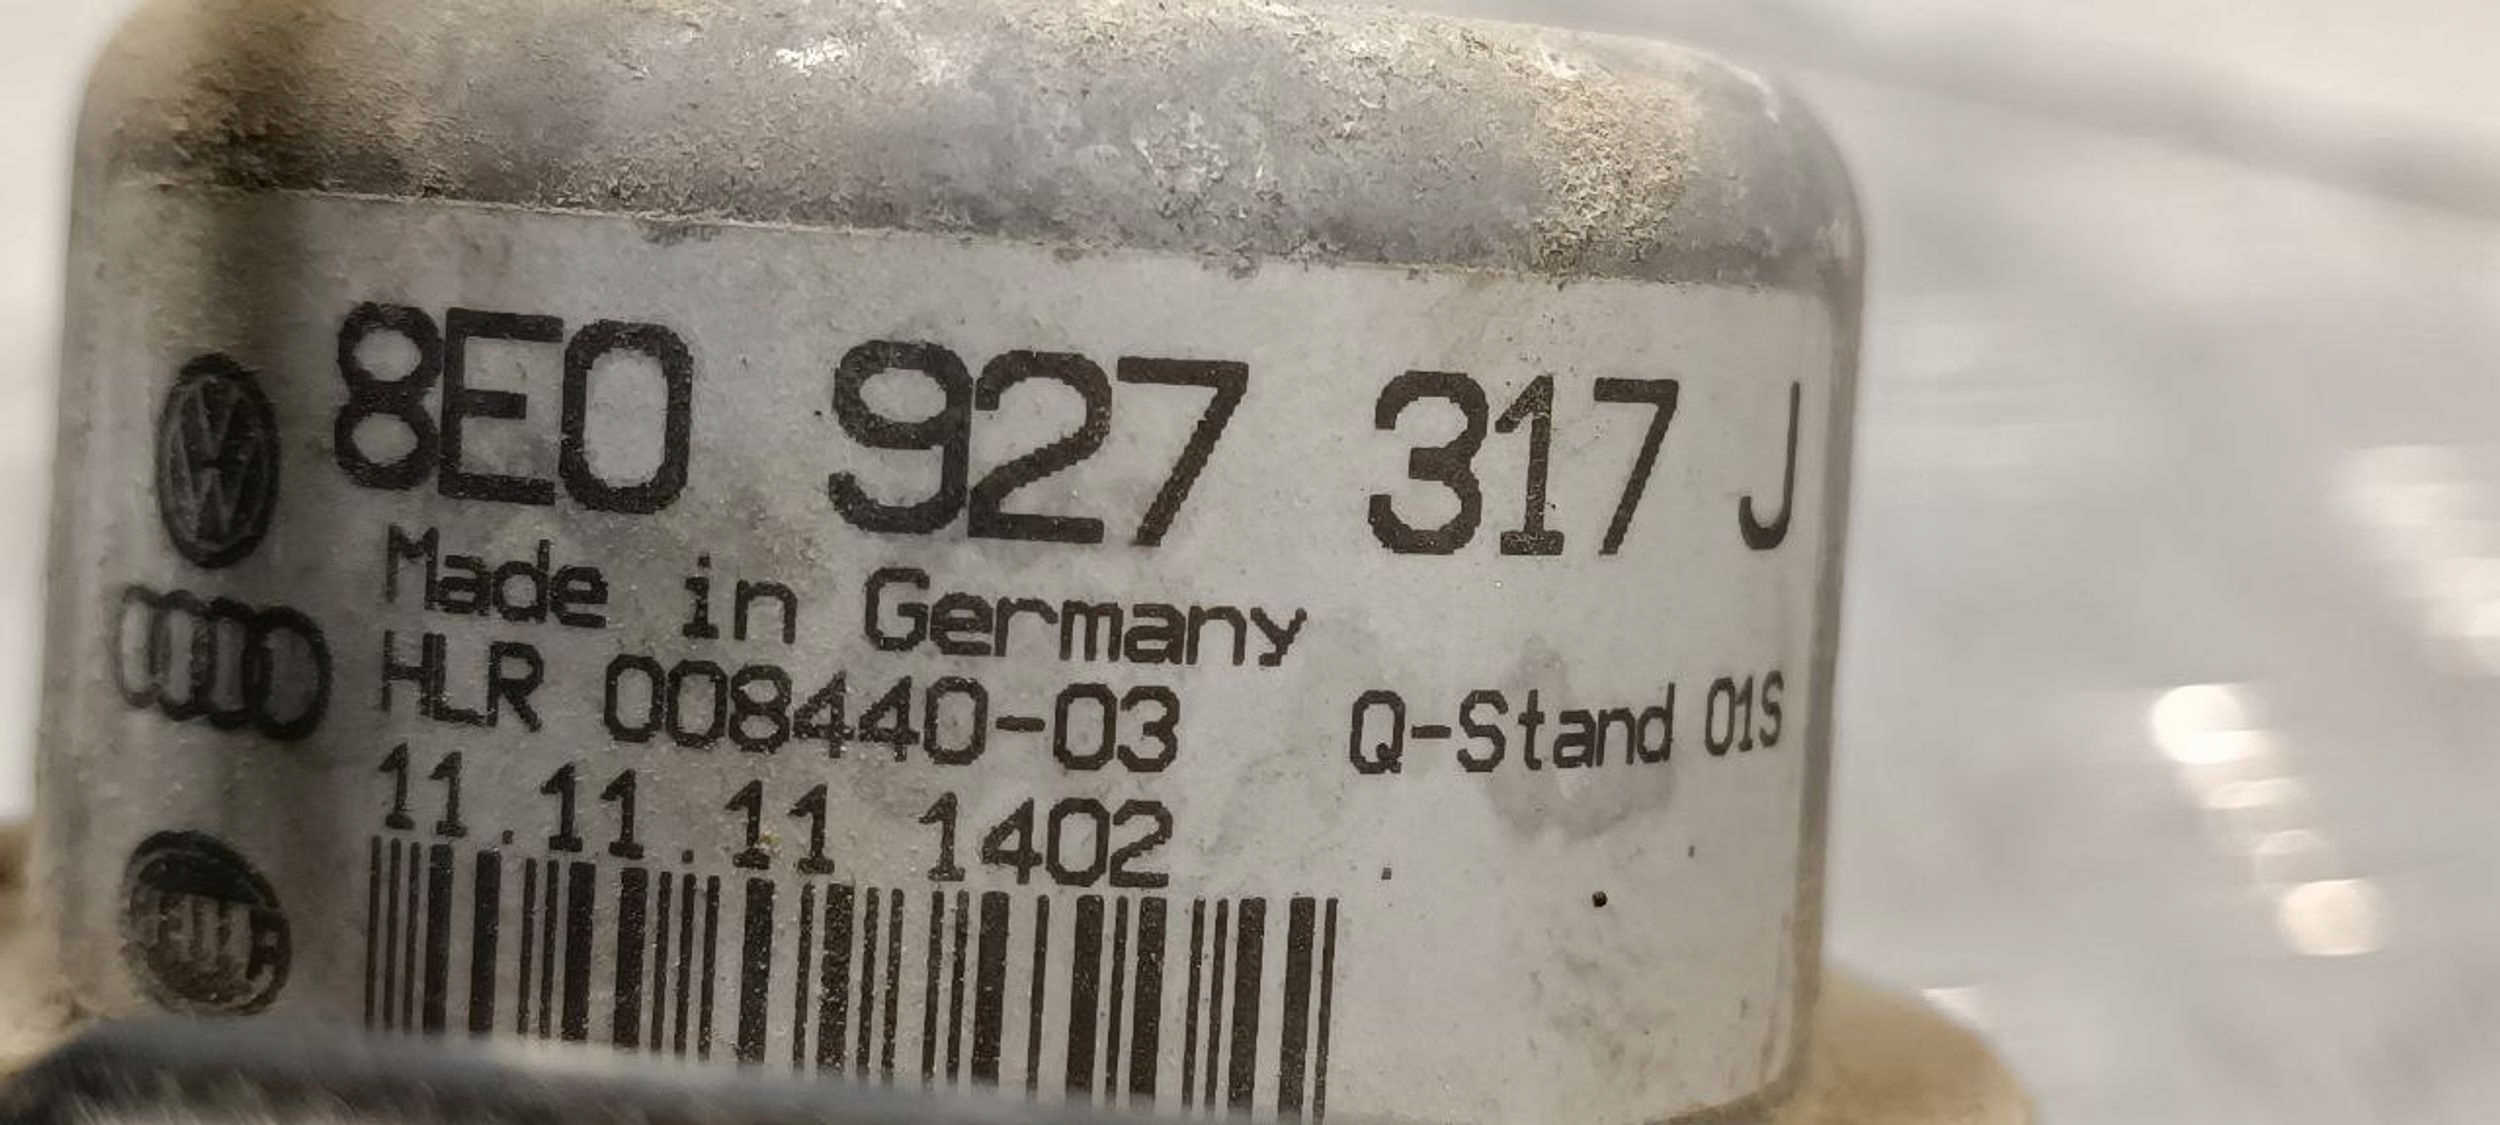 8E0 927 317 J
Made in Germany
HLR 008440-03 Q-Stand 01S
11.11.11 1402